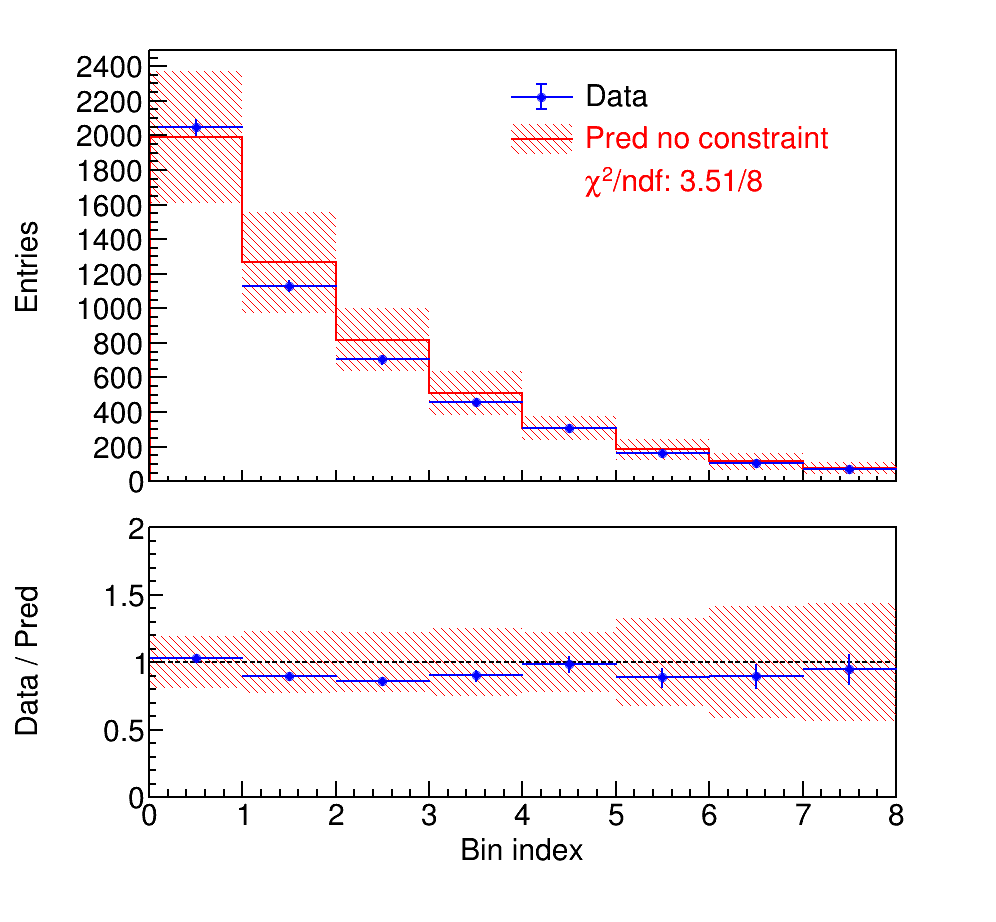 2400
2200
2000
1800
1600
1400
1200
1000
800
600
400
200
0
Entries
Data
Pred no constraint
χ²/ndf: 3.51/8
2
1.5
1
0.5
0
Data / Pred
0 1 2 3 4 5 6 7 8
Bin index